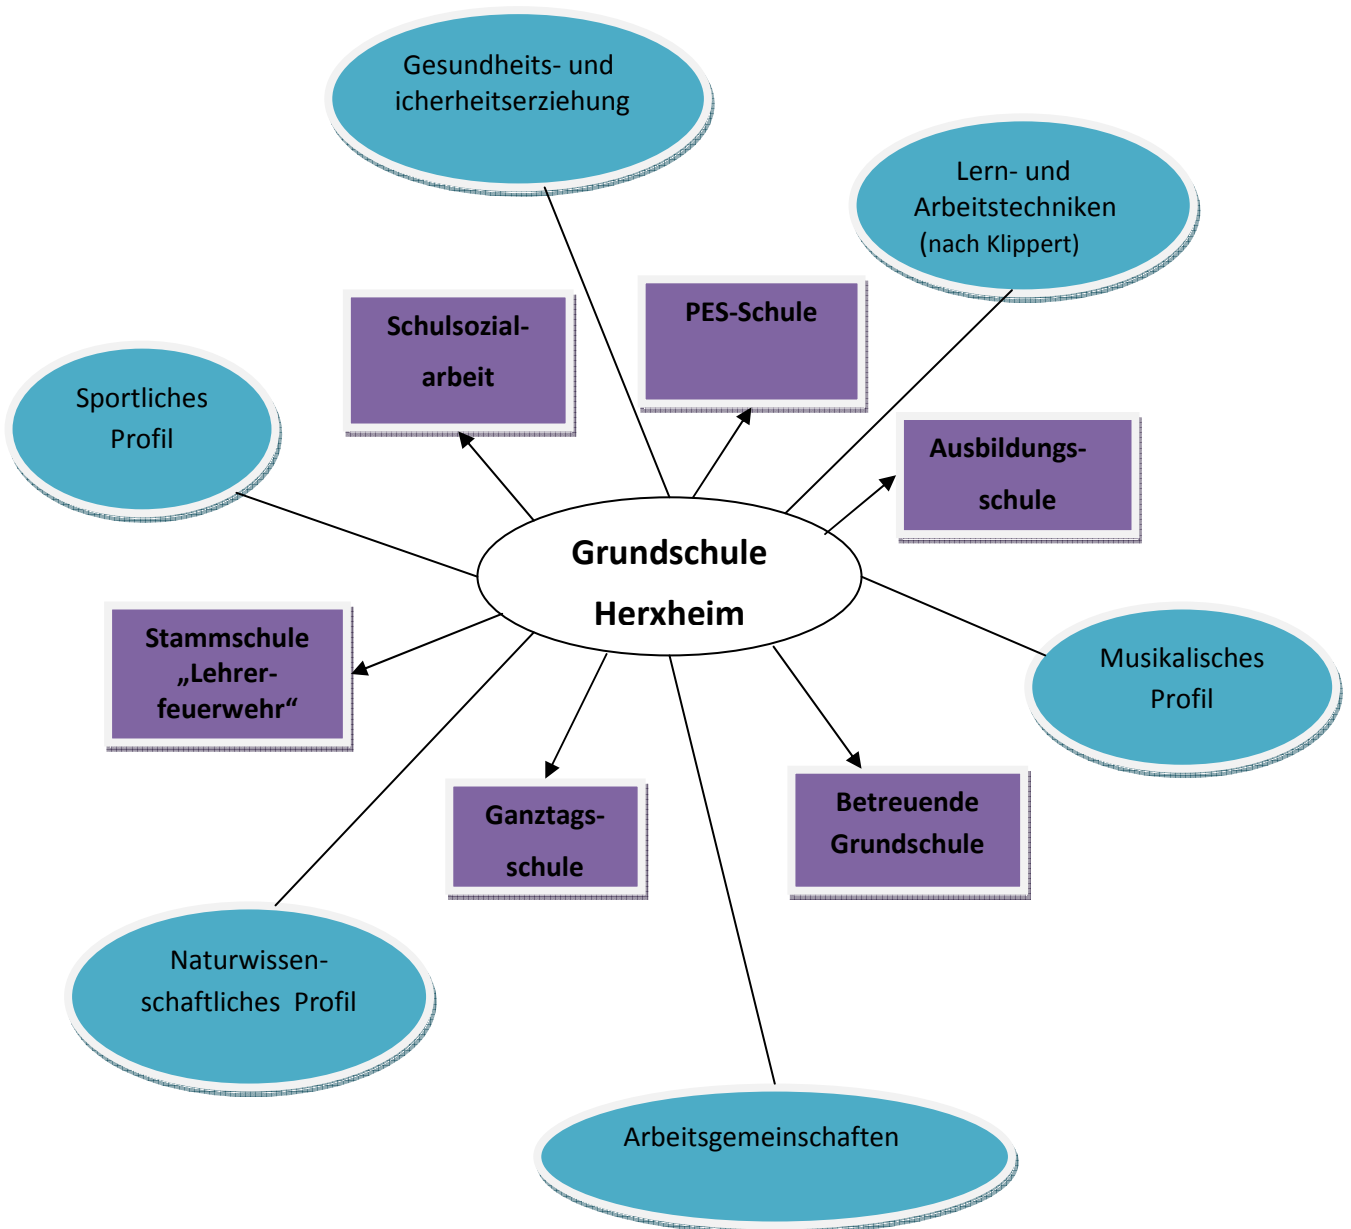 Gesundheits- und
icherheitserziehung
Lern- und
Arbeitstechniken
(nach Klippert)
Schulsozial-
arbeit
PES-Schule
Sportliches
Profil
Ausbildungs-
schule
Grundschule
Herxheim
Stammschule
„Lehrer-
feuerwehr“
Musikalisches
Profil
Ganztags-
schule
Betreuende
Grundschule
Naturwissen-
schaftliches Profil
Arbeitsgemeinschaften